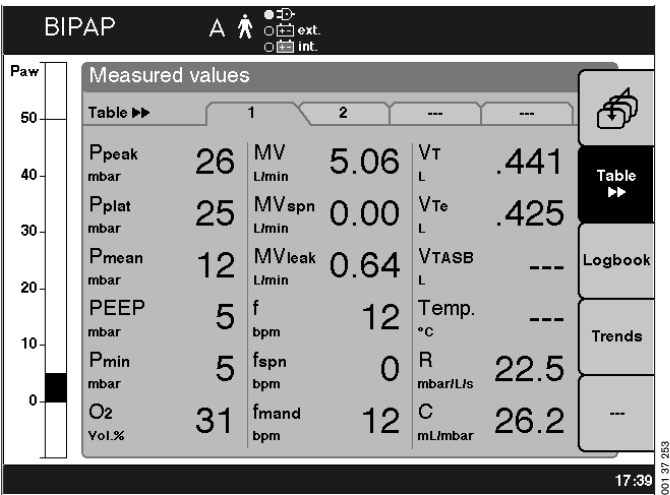 BIPAP A ext.
int.
Paw
50
40
30
20
10
0
Measured values
Table ▶▶ 1 2 --- ---
Ppeak mbar 26 MV L/min 5.06 VT L .441
Pplat mbar 25 MVspn L/min 0.00 VTe L .425
Pmean mbar 12 MVleak L/min 0.64 VTASB L ---
PEEP mbar 5 f bpm 12 Temp. °C ---
Pmin mbar 5 fspn bpm 0 R mbar/L/s 22.5
O2 Vol.% 31 fmand bpm 12 C mL/mbar 26.2
Table
▶▶
Logbook
Trends
---
17:39
001 37 253